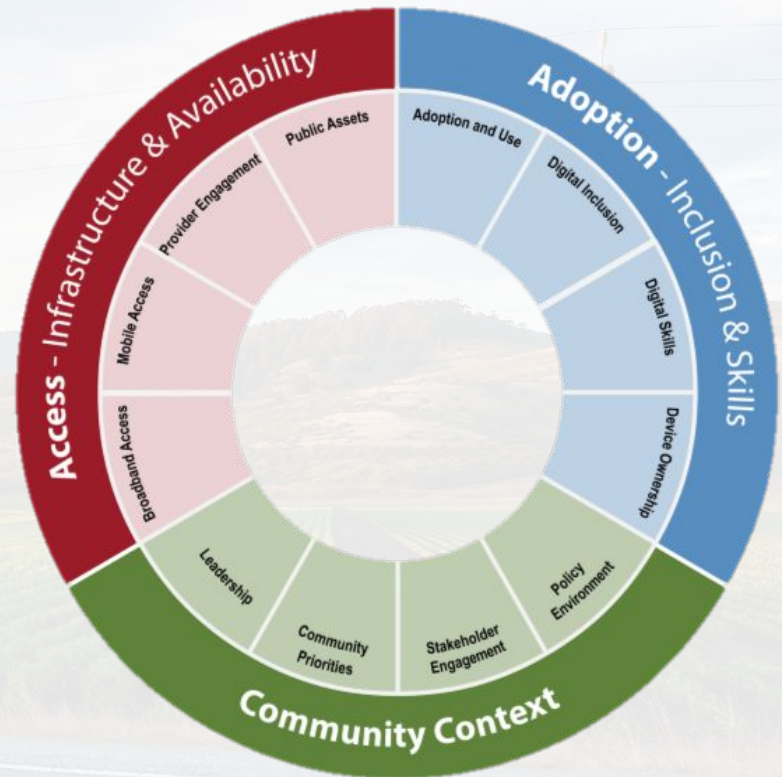 Access - Infrastructure & Availability
Adoption - Inclusion & Skills
Public Assets
Adoption and Use
Provider Engagement
Digital Inclusion
Mobile Access
Digital Skills
Broadband Access
Device Ownership
Leadership
Community
Priorities
Stakeholder
Engagement
Policy
Environment
Community Context